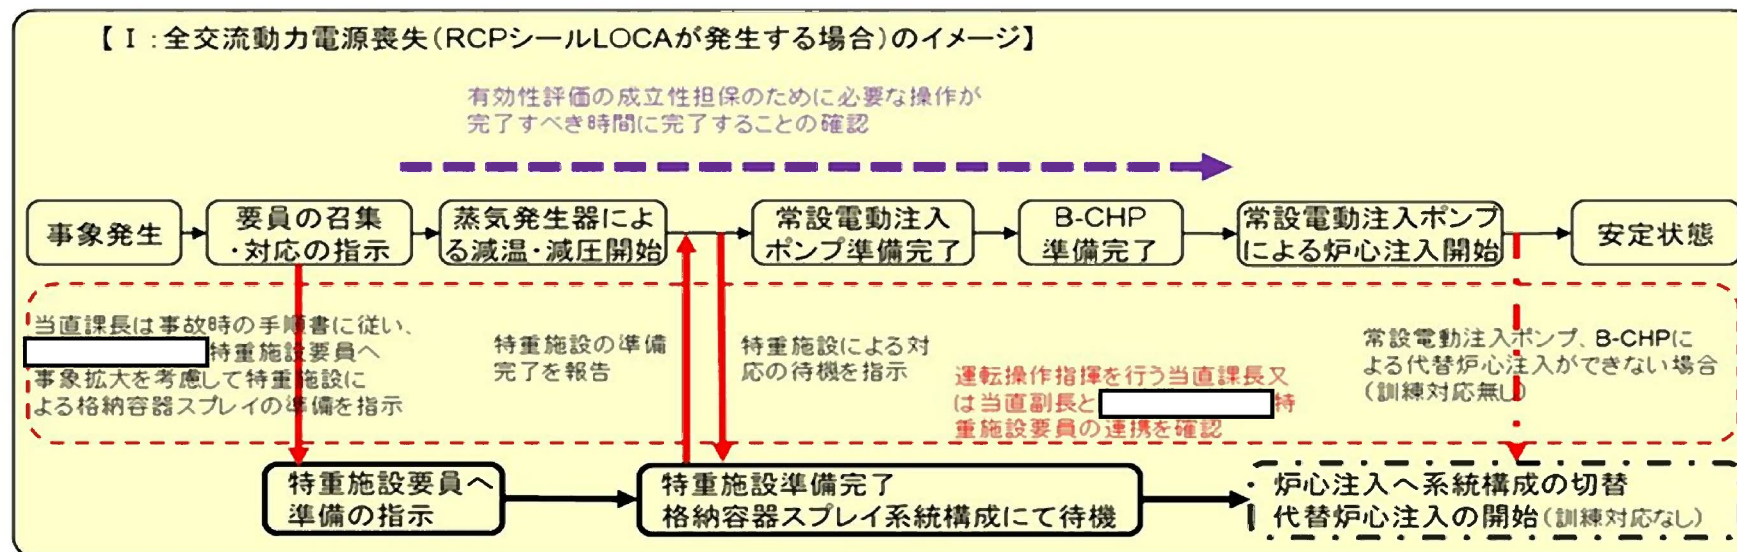 【Ⅰ:全交流動力電源喪失(RCPシールLOCAが発生する場合)のイメージ】
有効性評価の成立性担保のために必要な操作が
完了すべき時間に完了することの確認
事象発生
要員の召集
・対応の指示
蒸気発生器によ
る減温・減圧開始
常設電動注入
ポンプ準備完了
B-CHP
準備完了
常設電動注入ポンプ
による炉心注入開始
安定状態
当直課長は事故時の手順書に従い、
特重施設要員へ
事象拡大を考慮して特重施設に
よる格納容器スプレイの準備を指示
特重施設の準備
完了を報告
特重施設による対
応の待機を指示
運転操作指揮を行う当直課長又
は当直副長と 特
重施設要員の連携を確認
常設電動注入ポンプ、B-CHPに
よる代替炉心注入ができない場合
(訓練対応無し)
特重施設要員へ
準備の指示
特重施設準備完了
格納容器スプレイ系統構成にて待機
炉心注入へ系統構成の切替
代替炉心注入の開始(訓練対応なし)